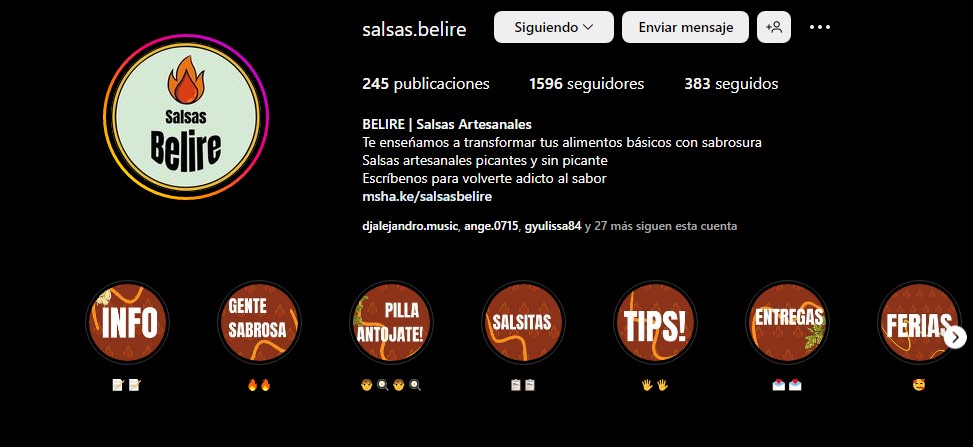 salsas.belire
Siguiendo
Enviar mensaje
245 publicaciones
1596 seguidores
383 seguidos
Salsas
Belire
BELIRE | Salsas Artesanales
Te enseñamos a transformar tus alimentos básicos con sabrosura
Salsas artesanales picantes y sin picante
Escríbenos para volverte adicto al sabor
msha.ke/salsasbelire
djalejandro.music, ange.0715, gyulissa84 y 27 más siguen esta cuenta
INFO
GENTE
SABROSA
PILLA
ANTOJATE!
SALSITAS
TIPS!
ENTREGAS
FERIAS